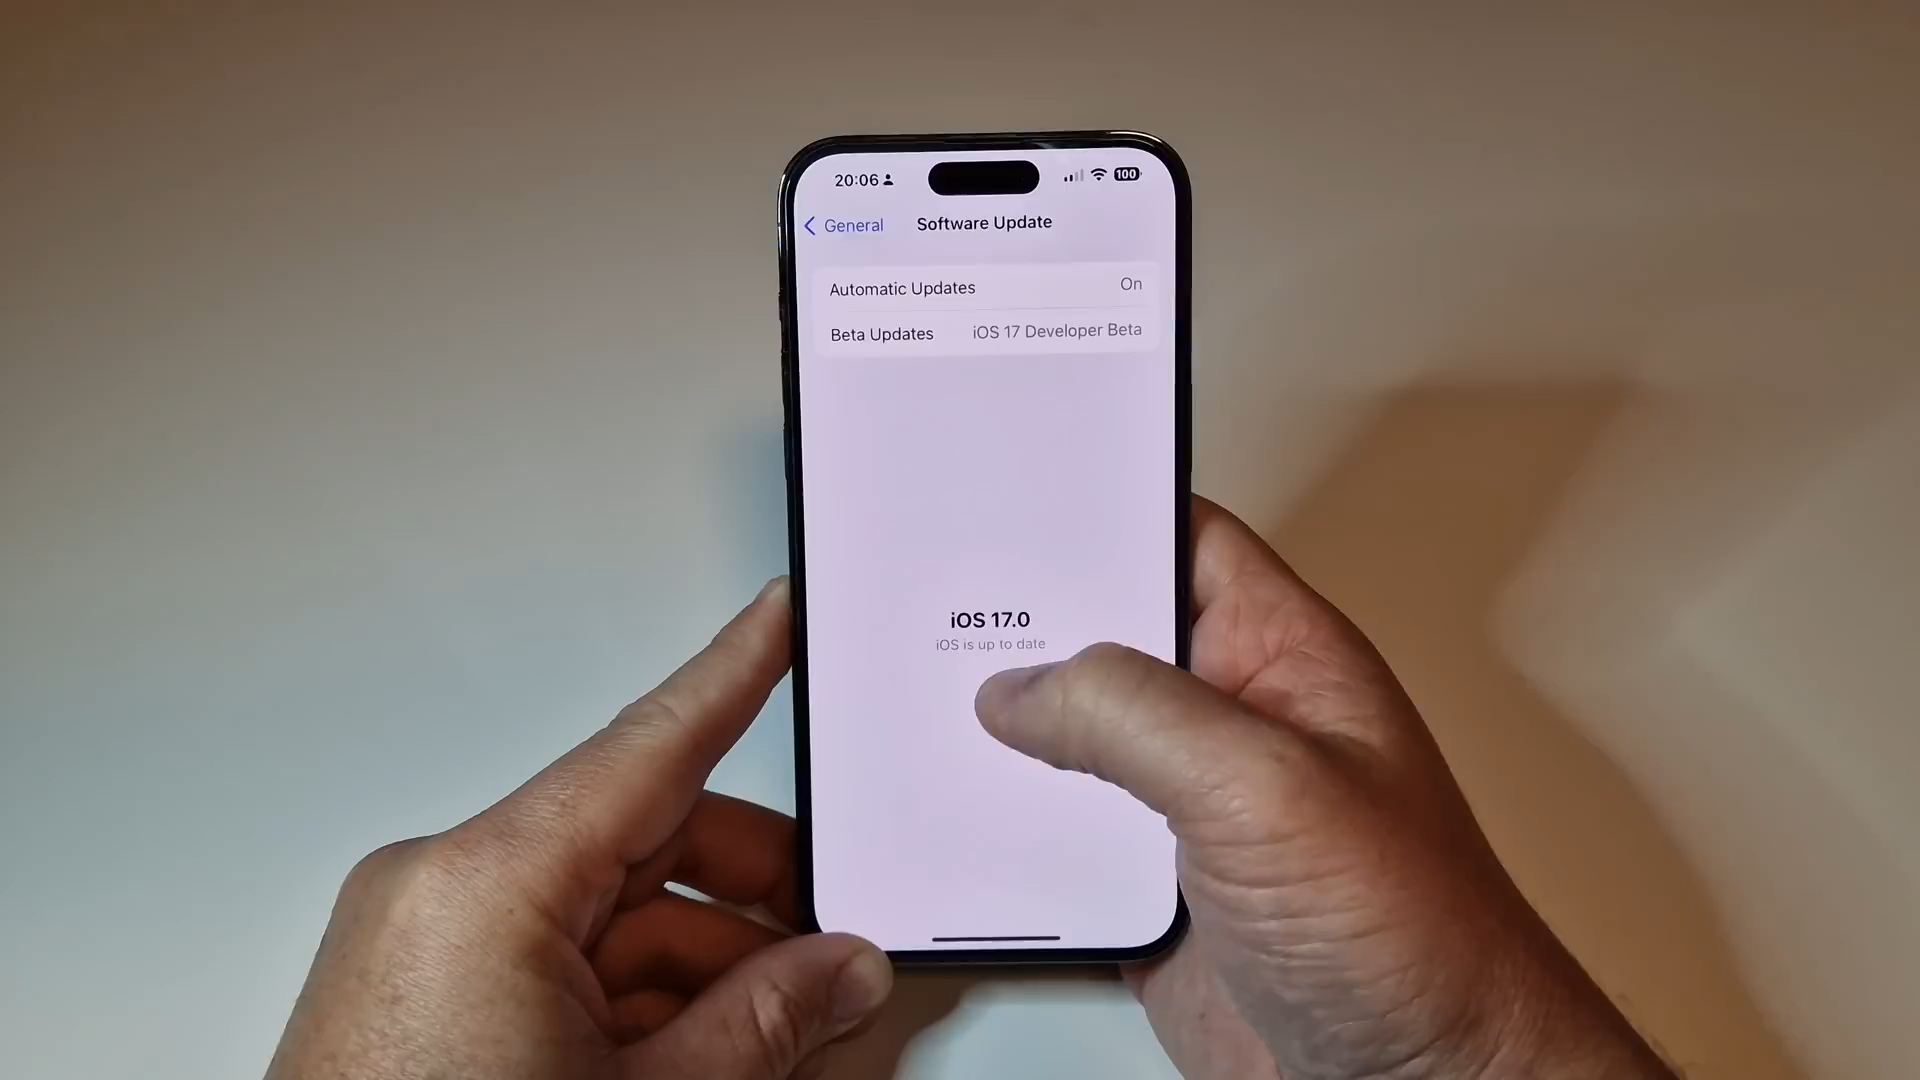 20:06
100
General
Software Update
Automatic Updates On
Beta Updates iOS 17 Developer Beta
iOS 17.0
iOS is up to date